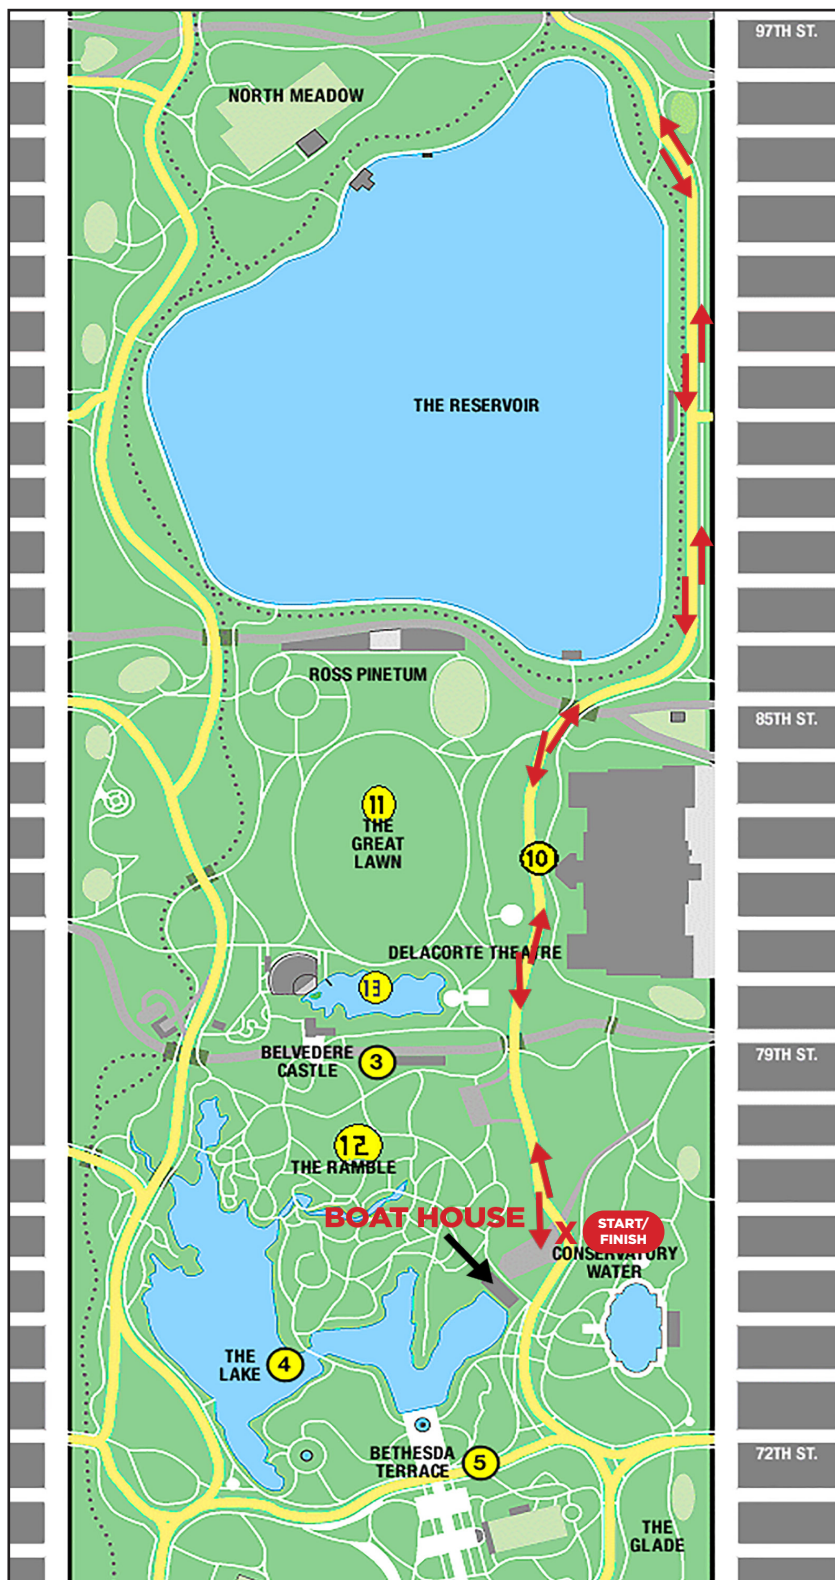 97TH ST.
NORTH MEADOW
THE RESERVOIR
ROSS PINETUM
85TH ST.
11
THE
GREAT
LAWN
10
DELACORTE THEATRE
13
BELVEDERE
CASTLE
3
79TH ST.
12
THE RAMBLE
BOAT HOUSE
X
START/
FINISH
CONSERVATORY
WATER
THE
LAKE
4
BETHESDA
TERRACE
5
72TH ST.
THE
GLADE